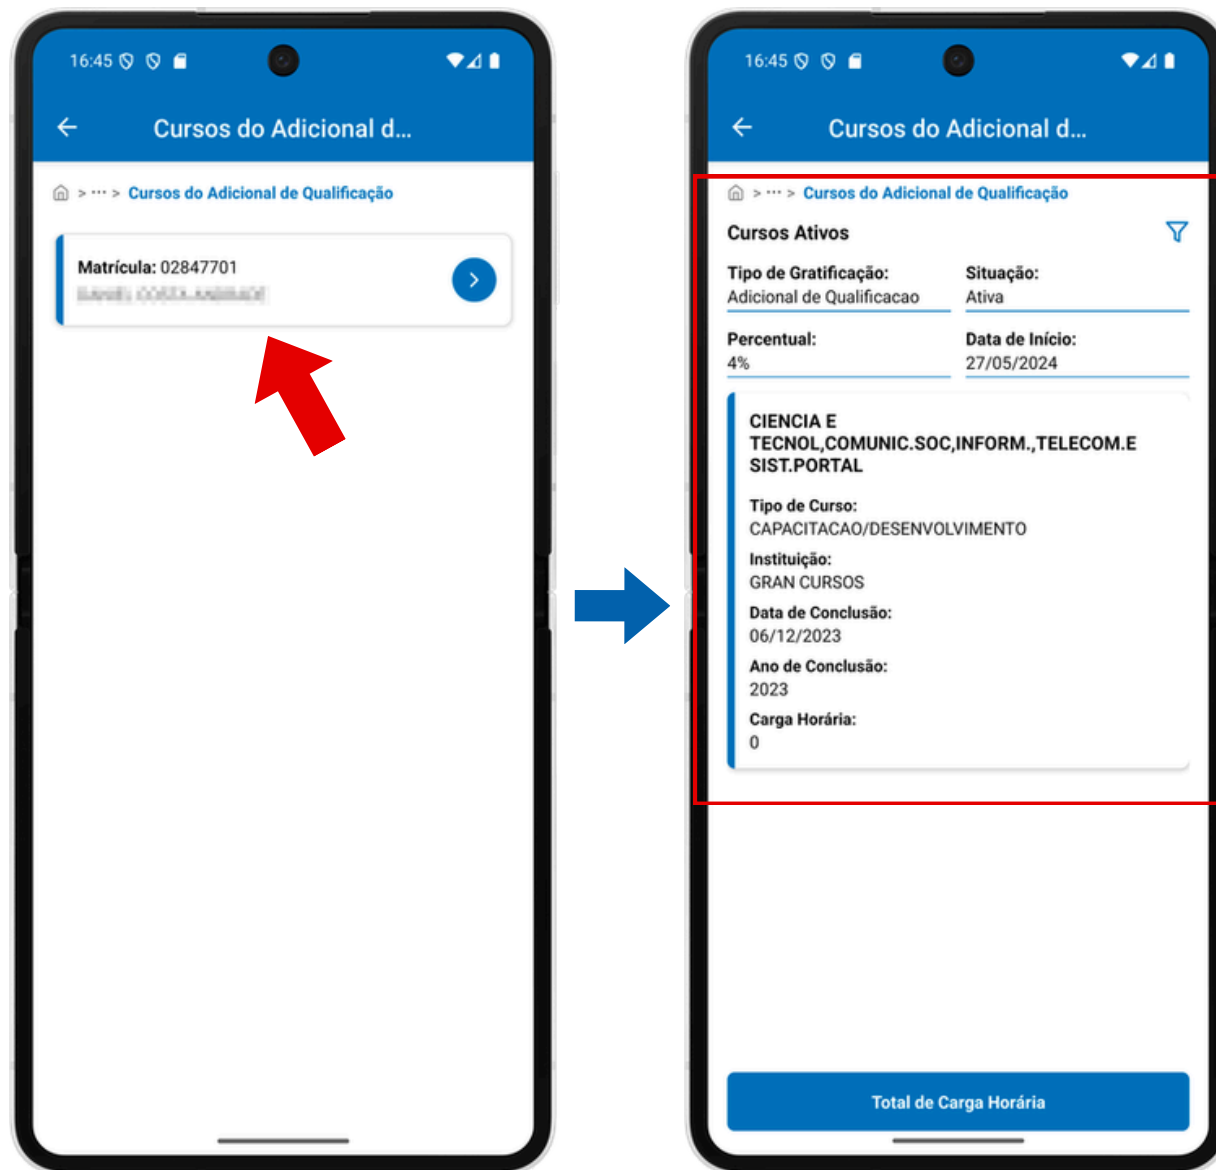 16:45
Cursos do Adicional d...
> ··· > Cursos do Adicional de Qualificação
Matrícula: 02847701
16:45
Cursos do Adicional d...
> ··· > Cursos do Adicional de Qualificação
Cursos Ativos
Tipo de Gratificação:
Adicional de Qualificacao
Situação:
Ativa
Percentual:
4%
Data de Início:
27/05/2024
CIENCIA E
TECNOL,COMUNIC.SOC,INFORM.,TELECOM.E
SIST.PORTAL
Tipo de Curso:
CAPACITACAO/DESENVOLVIMENTO
Instituição:
GRAN CURSOS
Data de Conclusão:
06/12/2023
Ano de Conclusão:
2023
Carga Horária:
0
Total de Carga Horária